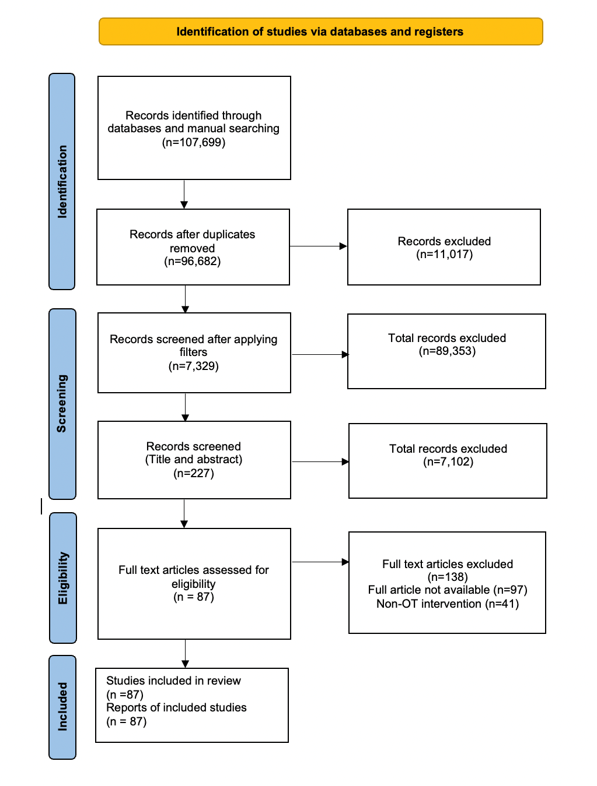 Identification of studies via databases and registers
Identification
Records identified through
databases and manual searching
(n=107,699)
Records after duplicates
removed
(n=96,682)
Records excluded
(n=11,017)
Screening
Records screened after applying
filters
(n=7,329)
Total records excluded
(n=89,353)
Records screened
(Title and abstract)
(n=227)
Total records excluded
(n=7,102)
Eligibility
Full text articles assessed for
eligibility
(n = 87)
Full text articles excluded
(n=138)
Full article not available (n=97)
Non-OT intervention (n=41)
Included
Studies included in review
(n =87)
Reports of included studies
(n = 87)